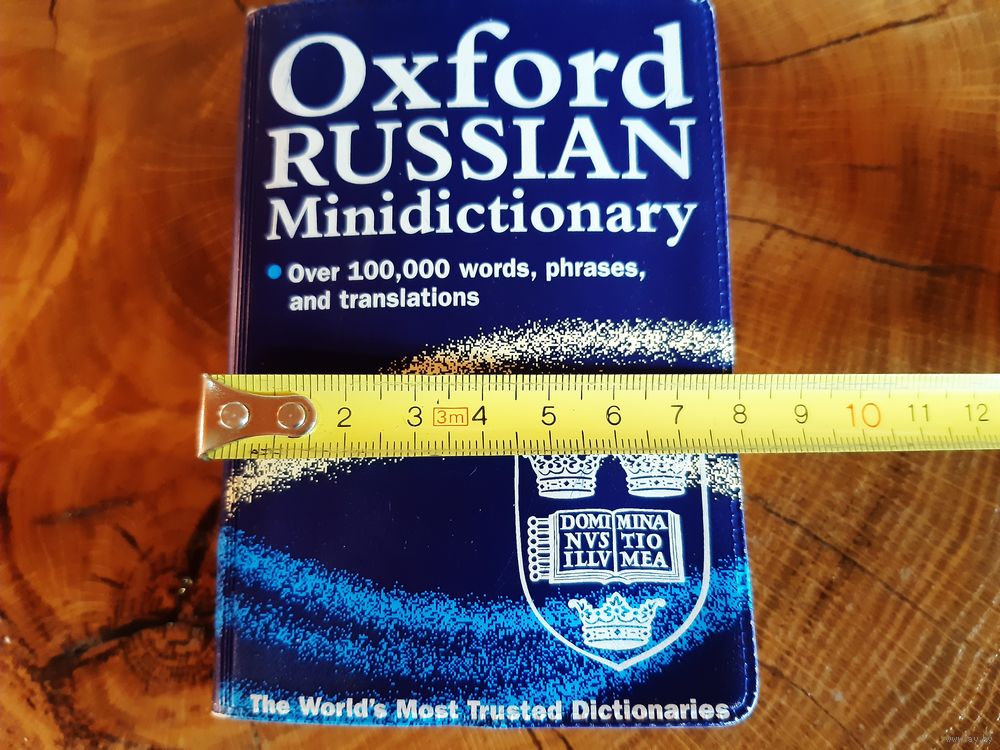 Oxford
RUSSIAN
Minidictionary
Over 100,000 words, phrases,
and translations
2 3 3m 4 5 6 7 8 9 10 11 12
DOMI MINA
NVS TIO
ILLV MEA
The World's Most Trusted Dictionaries